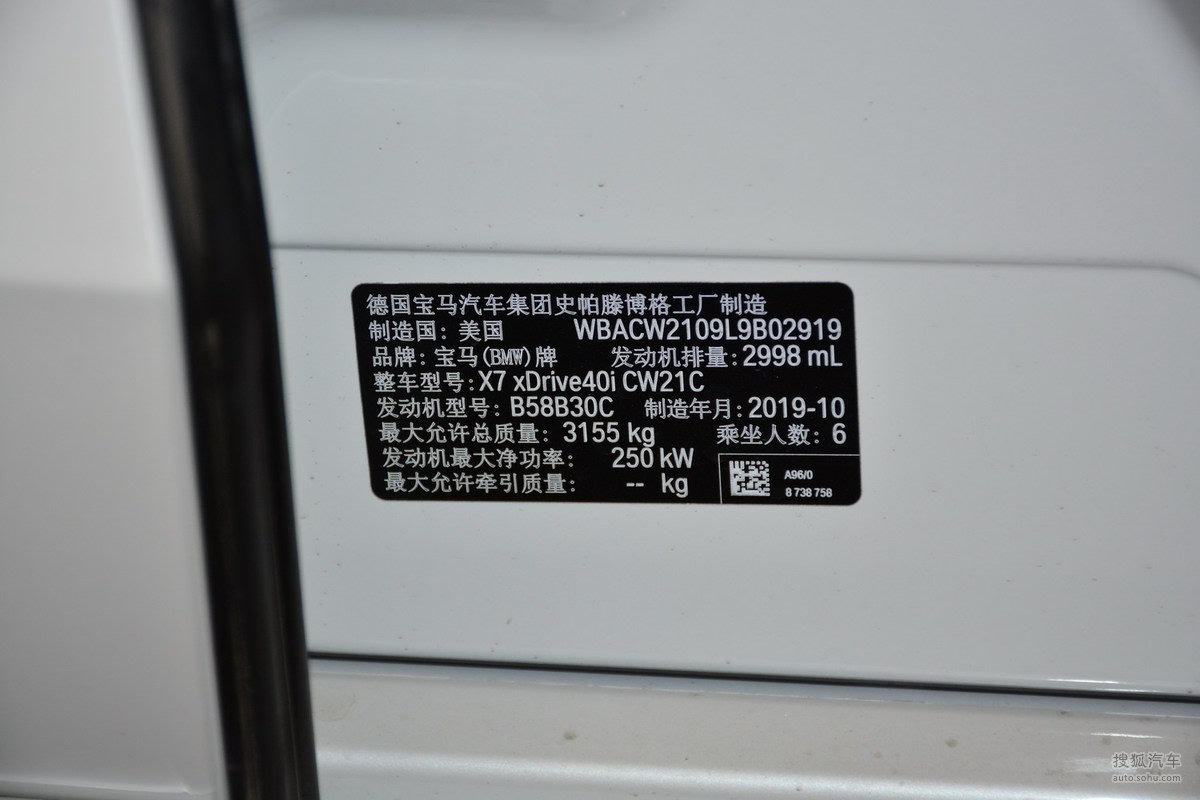 德国宝马汽车集团史帕滕博格工厂制造
制造国：美国 WBACW2109L9B02919
品牌：宝马(BMW)牌 发动机排量：2998 mL
整车型号：X7 xDrive40i CW21C
发动机型号：B58B30C 制造年月：2019-10
最大允许总质量：3155 kg 乘坐人数：6
发动机最大净功率： 250 kW
最大允许牵引质量： -- kg
A96/0
8 738 758
搜狐汽车
auto.sohu.com